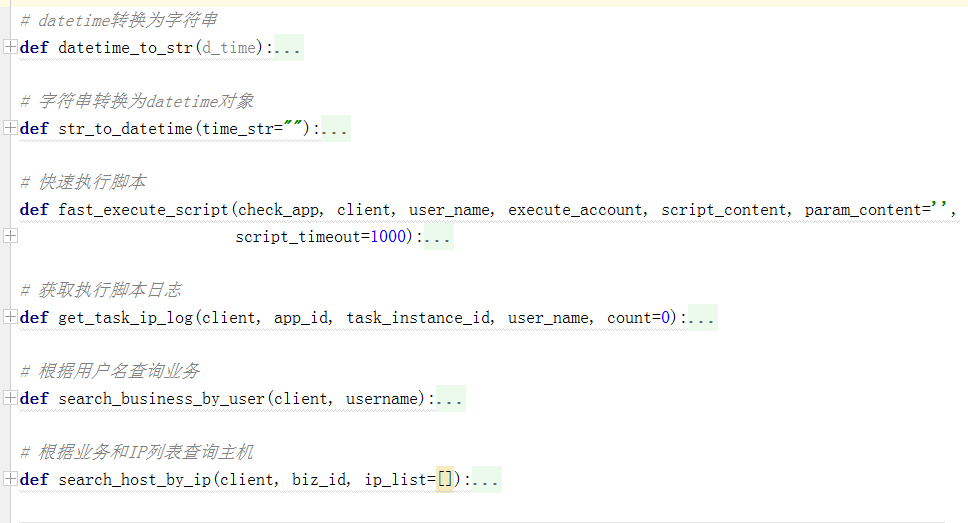 # datetime转换为字符串
def datetime_to_str(d_time):...
# 字符串转换为datetime对象
def str_to_datetime(time_str=""):...
# 快速执行脚本
def fast_execute_script(check_app, client, user_name, execute_account, script_content, param_content='',
script_timeout=1000):...
# 获取执行脚本日志
def get_task_ip_log(client, app_id, task_instance_id, user_name, count=0):...
# 根据用户名查询业务
def search_business_by_user(client, username):...
# 根据业务和IP列表查询主机
def search_host_by_ip(client, biz_id, ip_list=[]):...